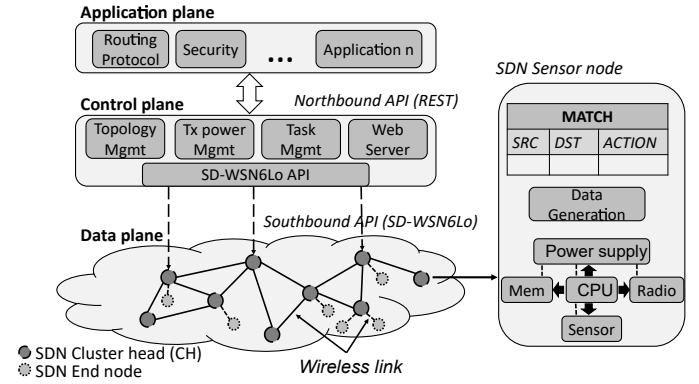 Application plane
Routing
Protocol
Security
...
Application n
Northbound API (REST)
Control plane
Topology
Mgmt
Tx power
Mgmt
Task
Mgmt
Web
Server
SD-WSN6Lo API
Southbound API (SD-WSN6Lo)
Data plane
SDN Cluster head (CH)
SDN End node
Wireless link
SDN Sensor node
MATCH
SRC DST ACTION
Data
Generation
Power supply
Mem CPU Radio
Sensor